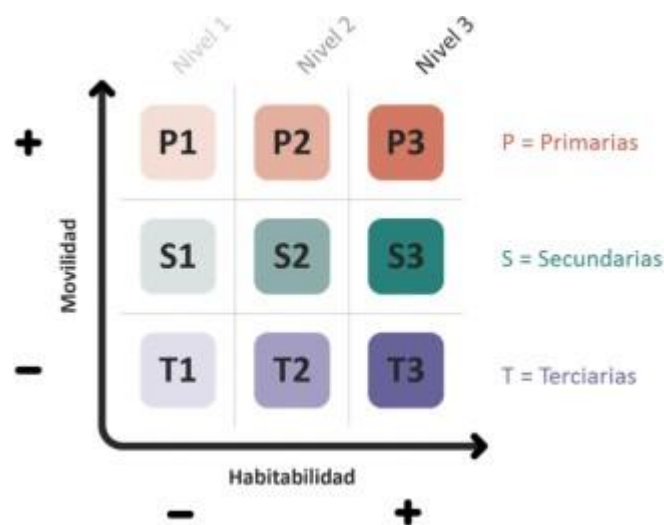 Nivel 1
Nivel 2
Nivel 3
+
P1
P2
P3
P = Primarias
Movilidad
S1
S2
S3
S = Secundarias
-
T1
T2
T3
T = Terciarias
Habitabilidad
- +